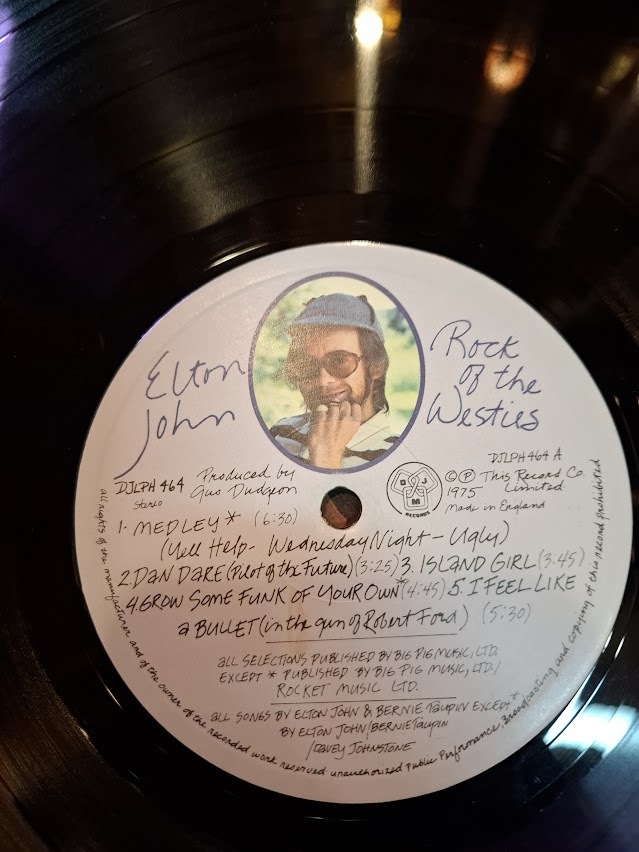 Elton
John
Rock
of the
Westies
DJLPH 464
Stereo
Produced by
Gus Dudgeon
DJM
RECORDS
DJLPH 464 A
© ℗ This Record Co.
1975 Limited
Made in England
1. MEDLEY* (6:30)
(Yell Help - Wednesday Night - Ugly)
2. DAN DARE (Pilot of the Future) (3:25) 3. ISLAND GIRL (3:45)
4. GROW SOME FUNK OF YOUR OWN* (4:45) 5. I FEEL LIKE
a BULLET (in the gun of Robert Ford) (5:30)
all SELECTIONS PUBLISHED BY BIG PIG MUSIC, LTD.
EXCEPT * PUBLISHED BY BIG PIG MUSIC, LTD./
ROCKET MUSIC LTD.
all SONGS BY ELTON JOHN & BERNIE TAUPIN EXCEPT *
BY ELTON JOHN/BERNIE TAUPIN
/DAVEY JOHNSTONE
all rights of the manufacturer and of the owner of the recorded work reserved unauthorized public Performance, Broadcasting and copying of this record prohibited